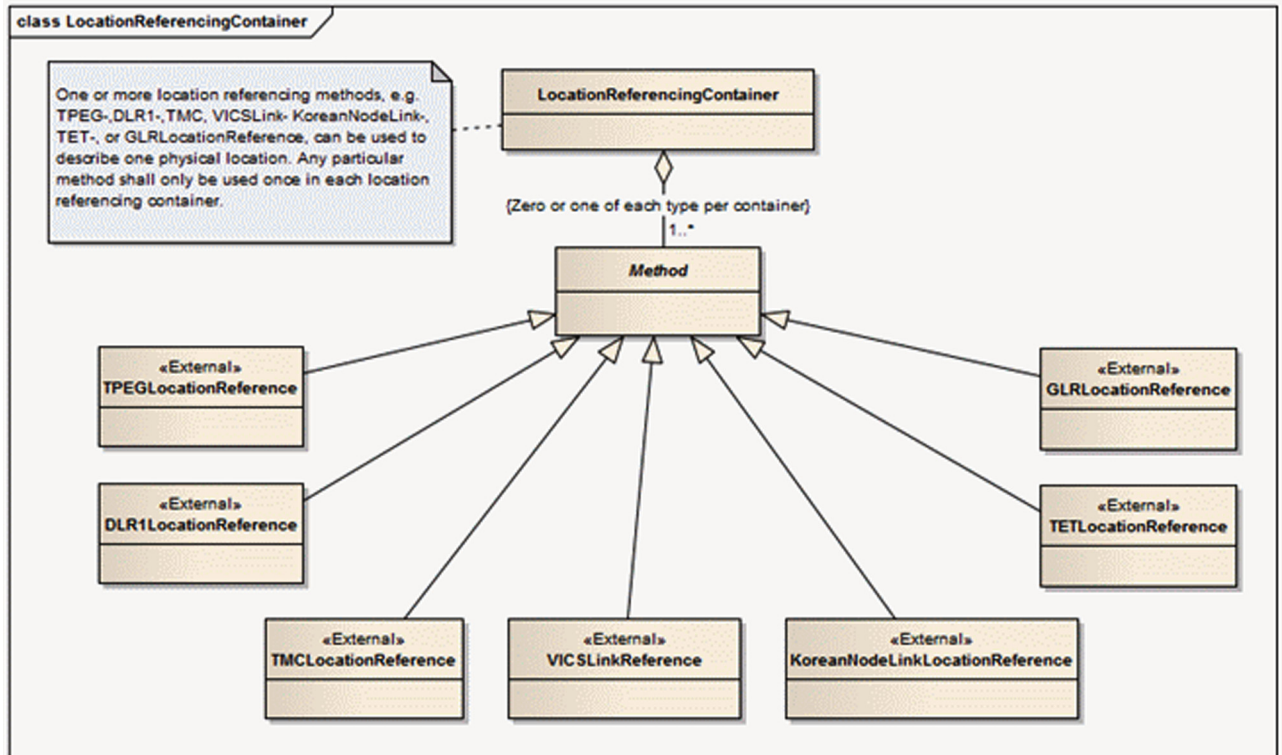 class LocationReferencingContainer
One or more location referencing methods, e.g.
TPEG-,DLR1-,TMC, VICSLink- KoreanNodeLink-,
TET-, or GLRLocationReference, can be used to
describe one physical location. Any particular
method shall only be used once in each location
referencing container.
LocationReferencingContainer
{Zero or one of each type per container}
1..*
Method
«External»
TPEGLocationReference
«External»
GLRLocationReference
«External»
DLR1LocationReference
«External»
TETLocationReference
«External»
TMCLocationReference
«External»
VICSLinkReference
«External»
KoreanNodeLinkLocationReference